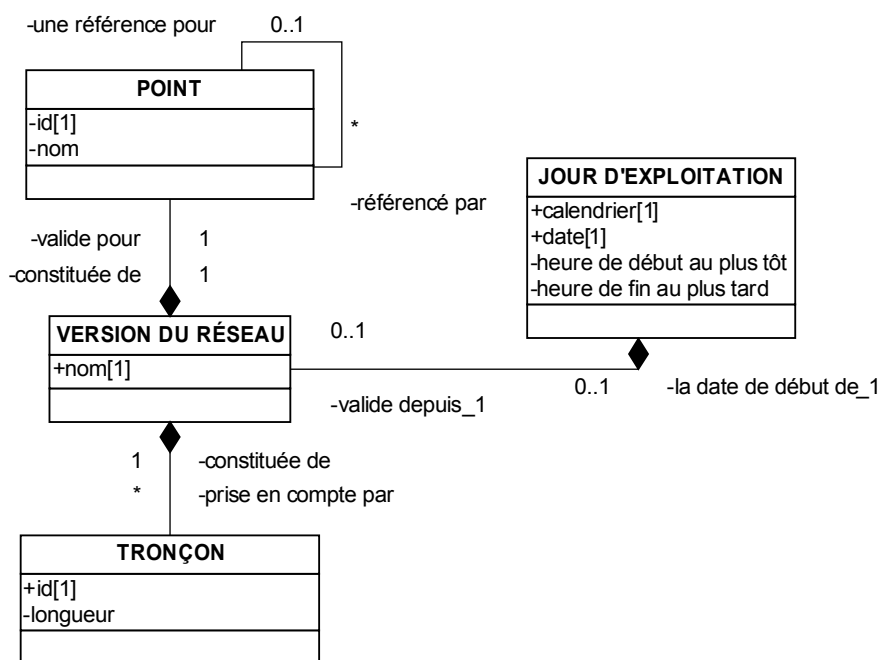 -une référence pour 0..1
POINT
-id[1]
-nom
*
-référencé par
JOUR D'EXPLOITATION
+calendrier[1]
+date[1]
-heure de début au plus tôt
-heure de fin au plus tard
-valide pour 1
-constituée de 1
VERSION DU RÉSEAU
+nom[1]
0..1
-valide depuis_1
0..1 -la date de début de_1
1 -constituée de
* -prise en compte par
TRONÇON
+id[1]
-longueur